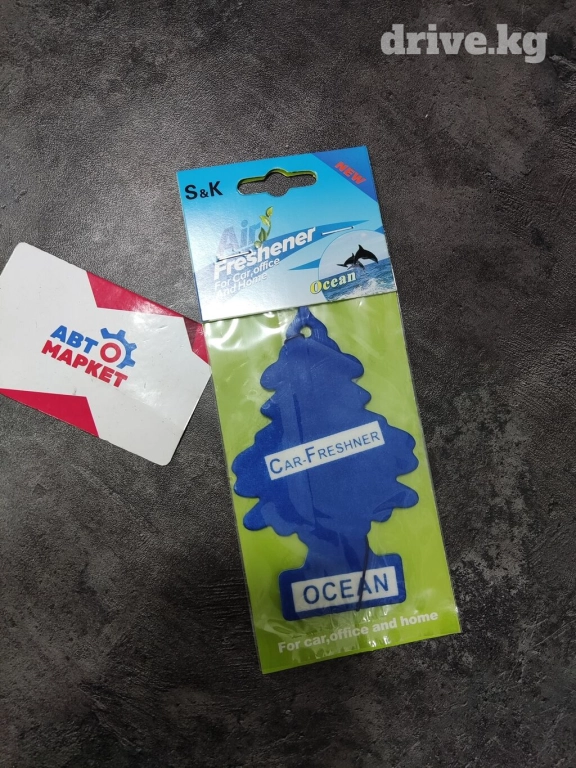 drive.kg
S&K
NEW
Air
Freshener
For Car,office
And Home
Ocean
АВТО
МАРКЕТ
CAR-FRESHNER
OCEAN
For car,office and home